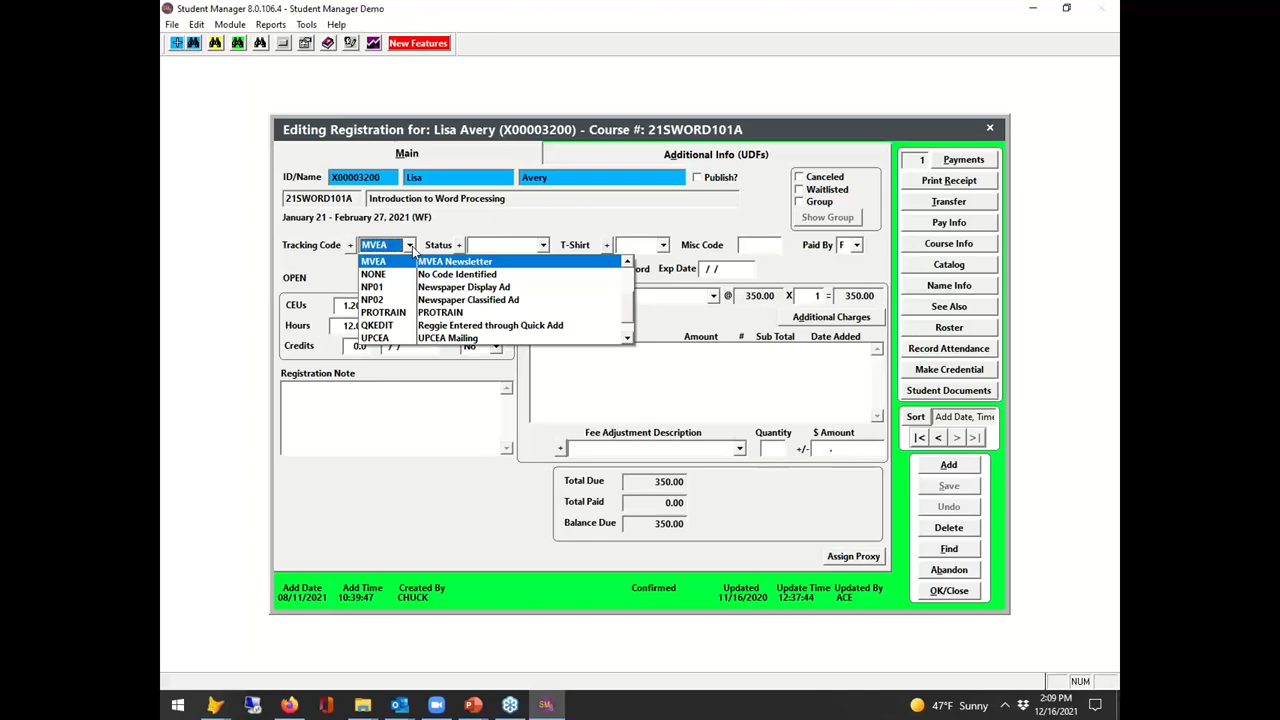 Student Manager 8.0.106.4 - Student Manager Demo
File Edit Module Reports Tools Help
New Features
Editing Registration for: Lisa Avery (X00003200) - Course #: 21SWORD101A
Main Additional Info (UDFs)
ID/Name X00003200 Lisa Avery Publish?
Canceled
Waitlisted
Group
Show Group
21SWORD101A Introduction to Word Processing
January 21 - February 27, 2021 (WF)
Tracking Code + MVEA Status + T-Shirt + Misc Code Paid By F
MVEA MVEA Newsletter
NONE No Code Identified
NP01 Newspaper Display Ad
NP02 Newspaper Classified Ad
PROTRAIN PROTRAIN
QKEDIT Reggie Entered through Quick Add
UPCEA UPCEA Mailing
OPEN
Exp Date / /
@ 350.00 X 1 = 350.00
CEUs
Hours
Credits 0.0 / / No
Additional Charges
Amount # Sub Total Date Added
Registration Note
Fee Adjustment Description Quantity $ Amount
+ +/- .
Total Due 350.00
Total Paid 0.00
Balance Due 350.00
Assign Proxy
1 Payments
Print Receipt
Transfer
Pay Info
Course Info
Catalog
Name Info
See Also
Roster
Record Attendance
Make Credential
Student Documents
Sort Add Date, Time
|< < > >|
Add
Save
Undo
Delete
Find
Abandon
OK/Close
Add Date Add Time Created By Confirmed Updated Update Time Updated By
08/11/2021 10:39:47 CHUCK 11/16/2020 12:37:44 ACE
NUM
47°F Sunny
2:09 PM
12/16/2021